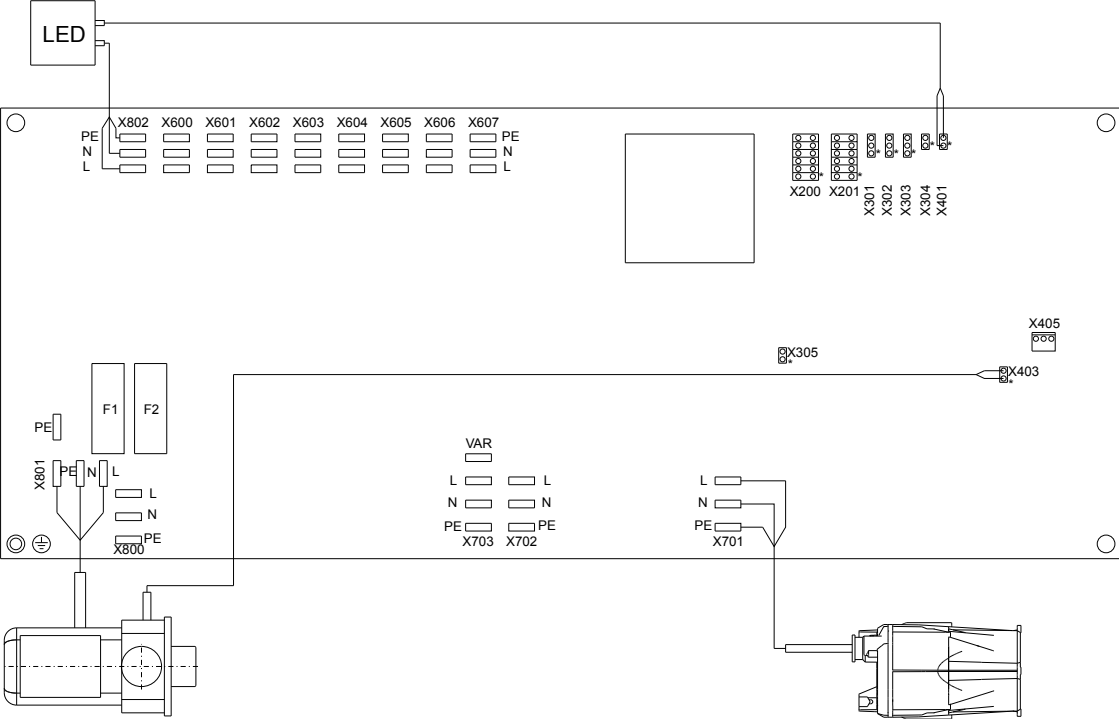 LED
X802 X600 X601 X602 X603 X604 X605 X606 X607
PE PE
N N
L L
* * * * * * *
X200 X201 X301 X302 X303 X304 X401
X405
X305
*
X403
*
F1 F2
PE
X801 PE N L
L
N
PE
X800
VAR
L L
N N
PE PE
X703 X702
L
N
PE
X701